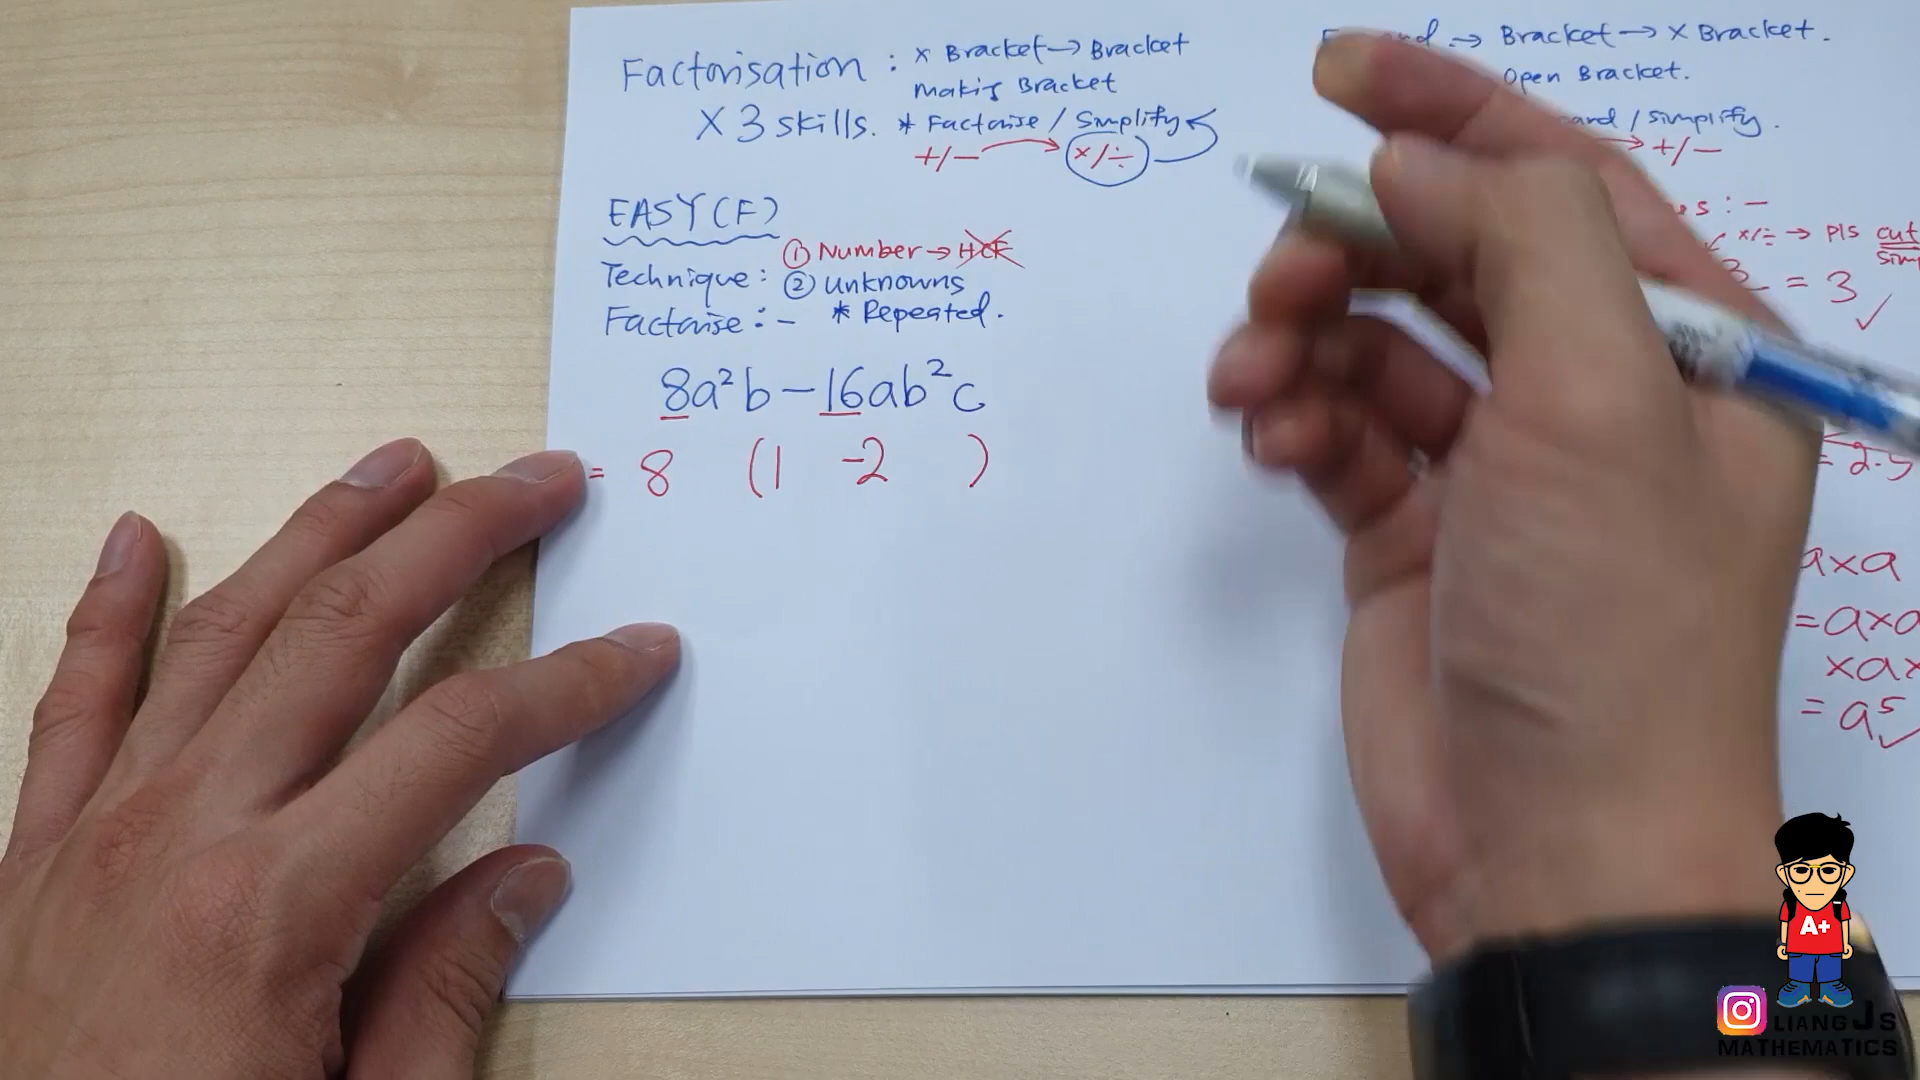 Factorisation : × Bracket → Bracket
Making Bracket
× 3 skills. * Factorise / Simplify
+/− → ×/÷
EASY (F)
① Number → HCF
Technique : ② Unknowns
Factorise : − * Repeated.
8a²b − 16ab²c
= 8 (1 −2 )
→ Bracket → × Bracket.
Open Bracket.
/ simplify.
→ +/−
s : −
×/÷ → Pls cut
= 3 ✓
a×a
=a×a
×a×
= a⁵ ✓
A+
LIANG JS
MATHEMATICS